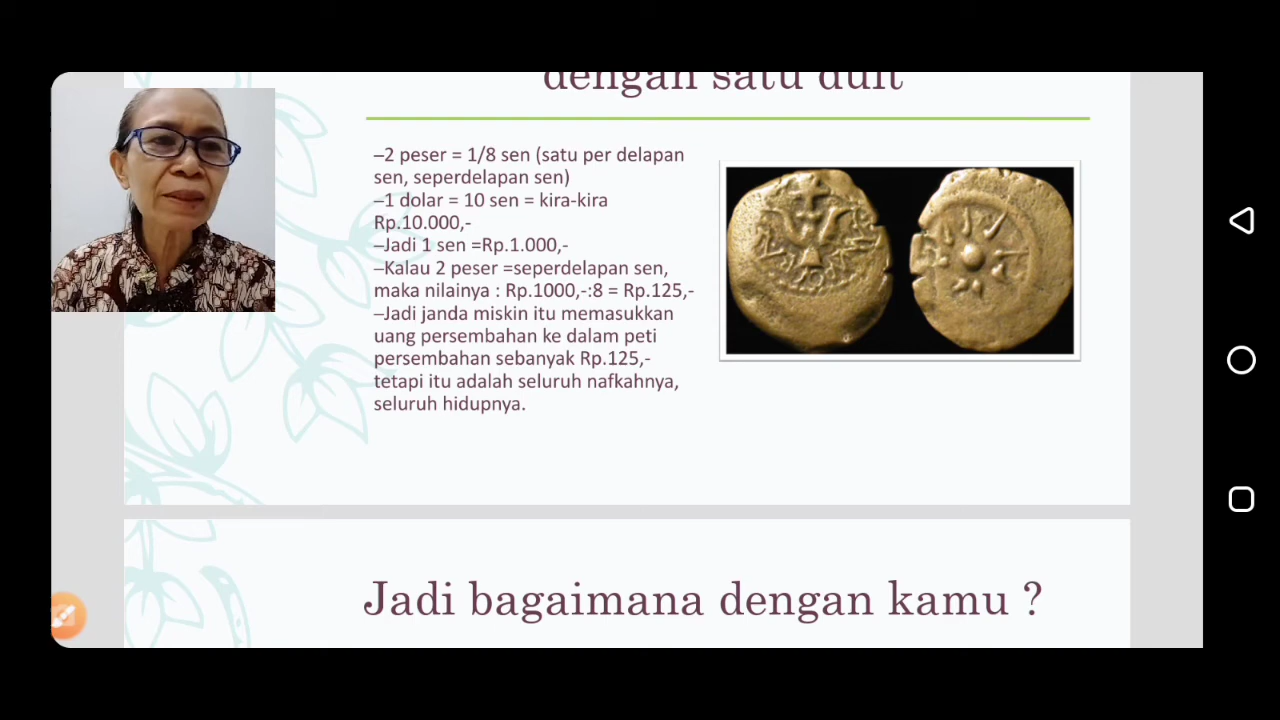 dengan satu duit
–2 peser = 1/8 sen (satu per delapan
sen, seperdelapan sen)
–1 dolar = 10 sen = kira-kira
Rp.10.000,-
–Jadi 1 sen =Rp.1.000,-
–Kalau 2 peser =seperdelapan sen,
maka nilainya : Rp.1000,-:8 = Rp.125,-
–Jadi janda miskin itu memasukkan
uang persembahan ke dalam peti
persembahan sebanyak Rp.125,-
tetapi itu adalah seluruh nafkahnya,
seluruh hidupnya.
Jadi bagaimana dengan kamu ?